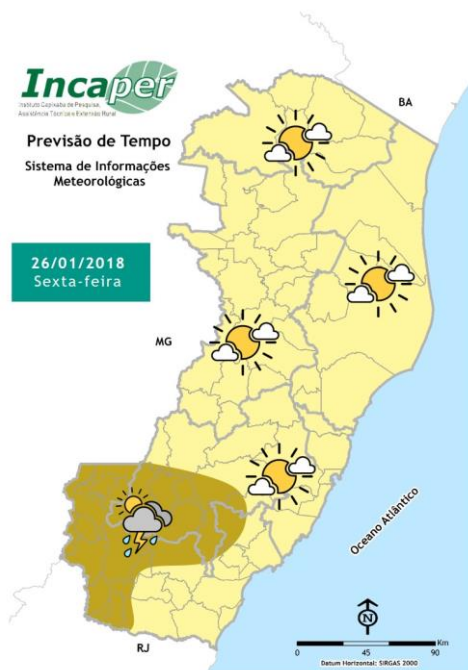 Incaper
Instituto Capixaba de Pesquisa,
Assistência Técnica e Extensão Rural
Previsão de Tempo
Sistema de Informações
Meteorológicas
26/01/2018
Sexta-feira
BA
MG
Oceano Atlântico
RJ
N
Km
0 45 90
Datum Horizontal: SIRGAS 2000